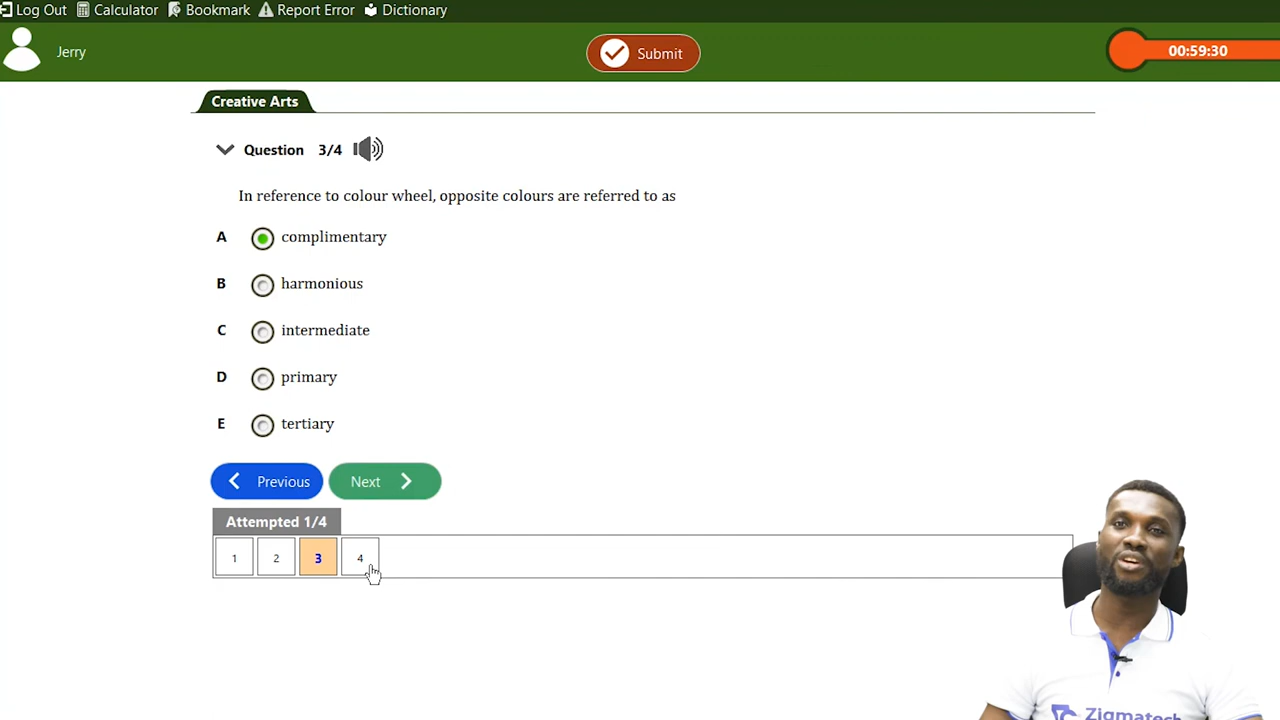 Log Out Calculator Bookmark Report Error Dictionary
Jerry
Submit
00:59:30
Creative Arts
Question 3/4
In reference to colour wheel, opposite colours are referred to as
A complimentary
B harmonious
C intermediate
D primary
E tertiary
Previous Next
Attempted 1/4
1 2 3 4
Zigmatech